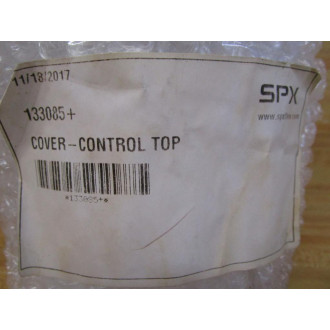 11/18/2017
SPX
133085+
COVER-CONTROL TOP
*133085+*